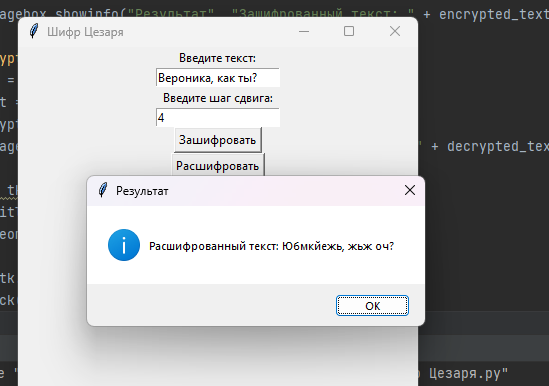 agebox.showinfo("Результат", "Зашифрованный текст: " + encrypted_text
Шифр Цезаря
Введите текст:
Вероника, как ты?
Введите шаг сдвига:
4
Зашифровать
Расшифровать
" + decrypted_tex
Результат
Расшифрованный текст: Юбмкйежь, жьж оч?
OK
Цезаря.py"